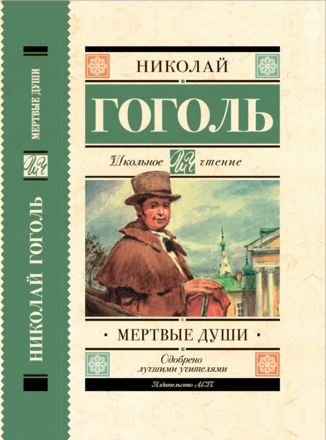 НИКОЛАЙ
ГОГОЛЬ
Школьное чтение
МЕРТВЫЕ ДУШИ
Одобрено
лучшими учителями
Издательство АСТ
НИКОЛАЙ ГОГОЛЬ
МЕРТВЫЕ ДУШИ